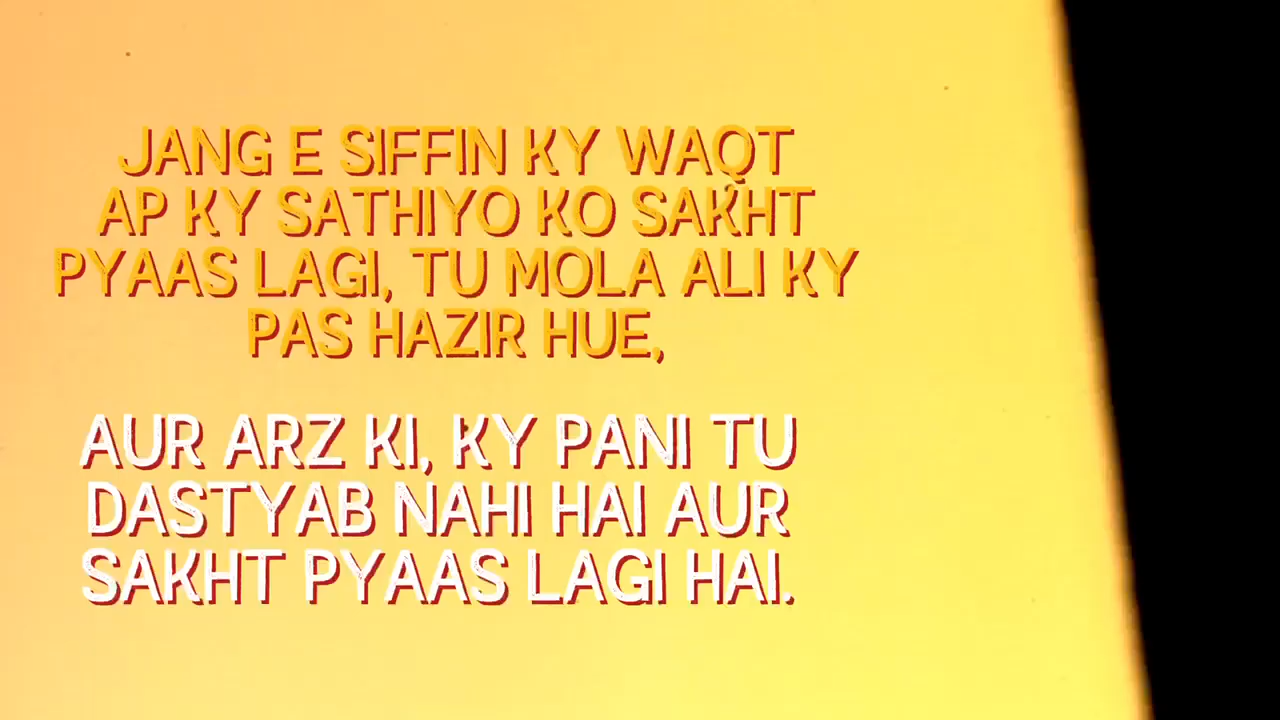 JANG E SIFFIN KY WAQT
AP KY SATHIYO KO SAKHT
PYAAS LAGI, TU MOLA ALI KY
PAS HAZIR HUE,
AUR ARZ KI, KY PANI TU
DASTYAB NAHI HAI AUR
SAKHT PYAAS LAGI HAI.